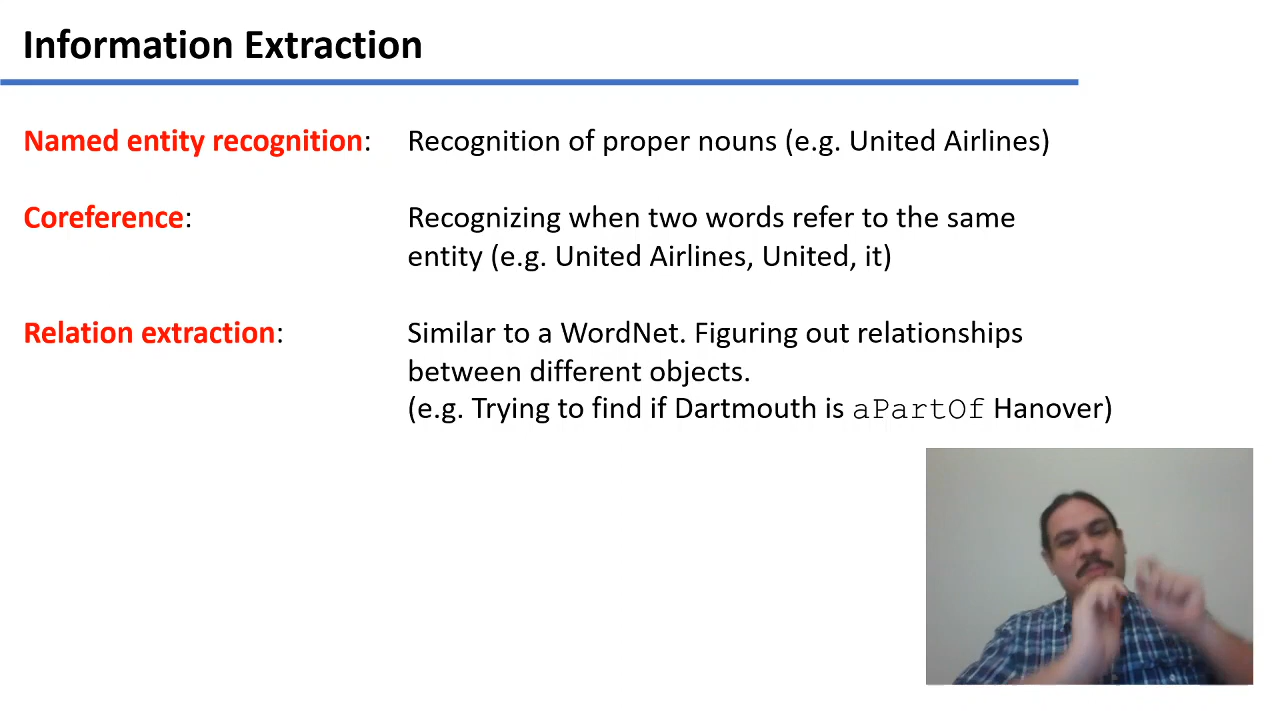 Information Extraction
Named entity recognition: Recognition of proper nouns (e.g. United Airlines)
Coreference: Recognizing when two words refer to the same
entity (e.g. United Airlines, United, it)
Relation extraction: Similar to a WordNet. Figuring out relationships
between different objects.
(e.g. Trying to find if Dartmouth is aPartOf Hanover)